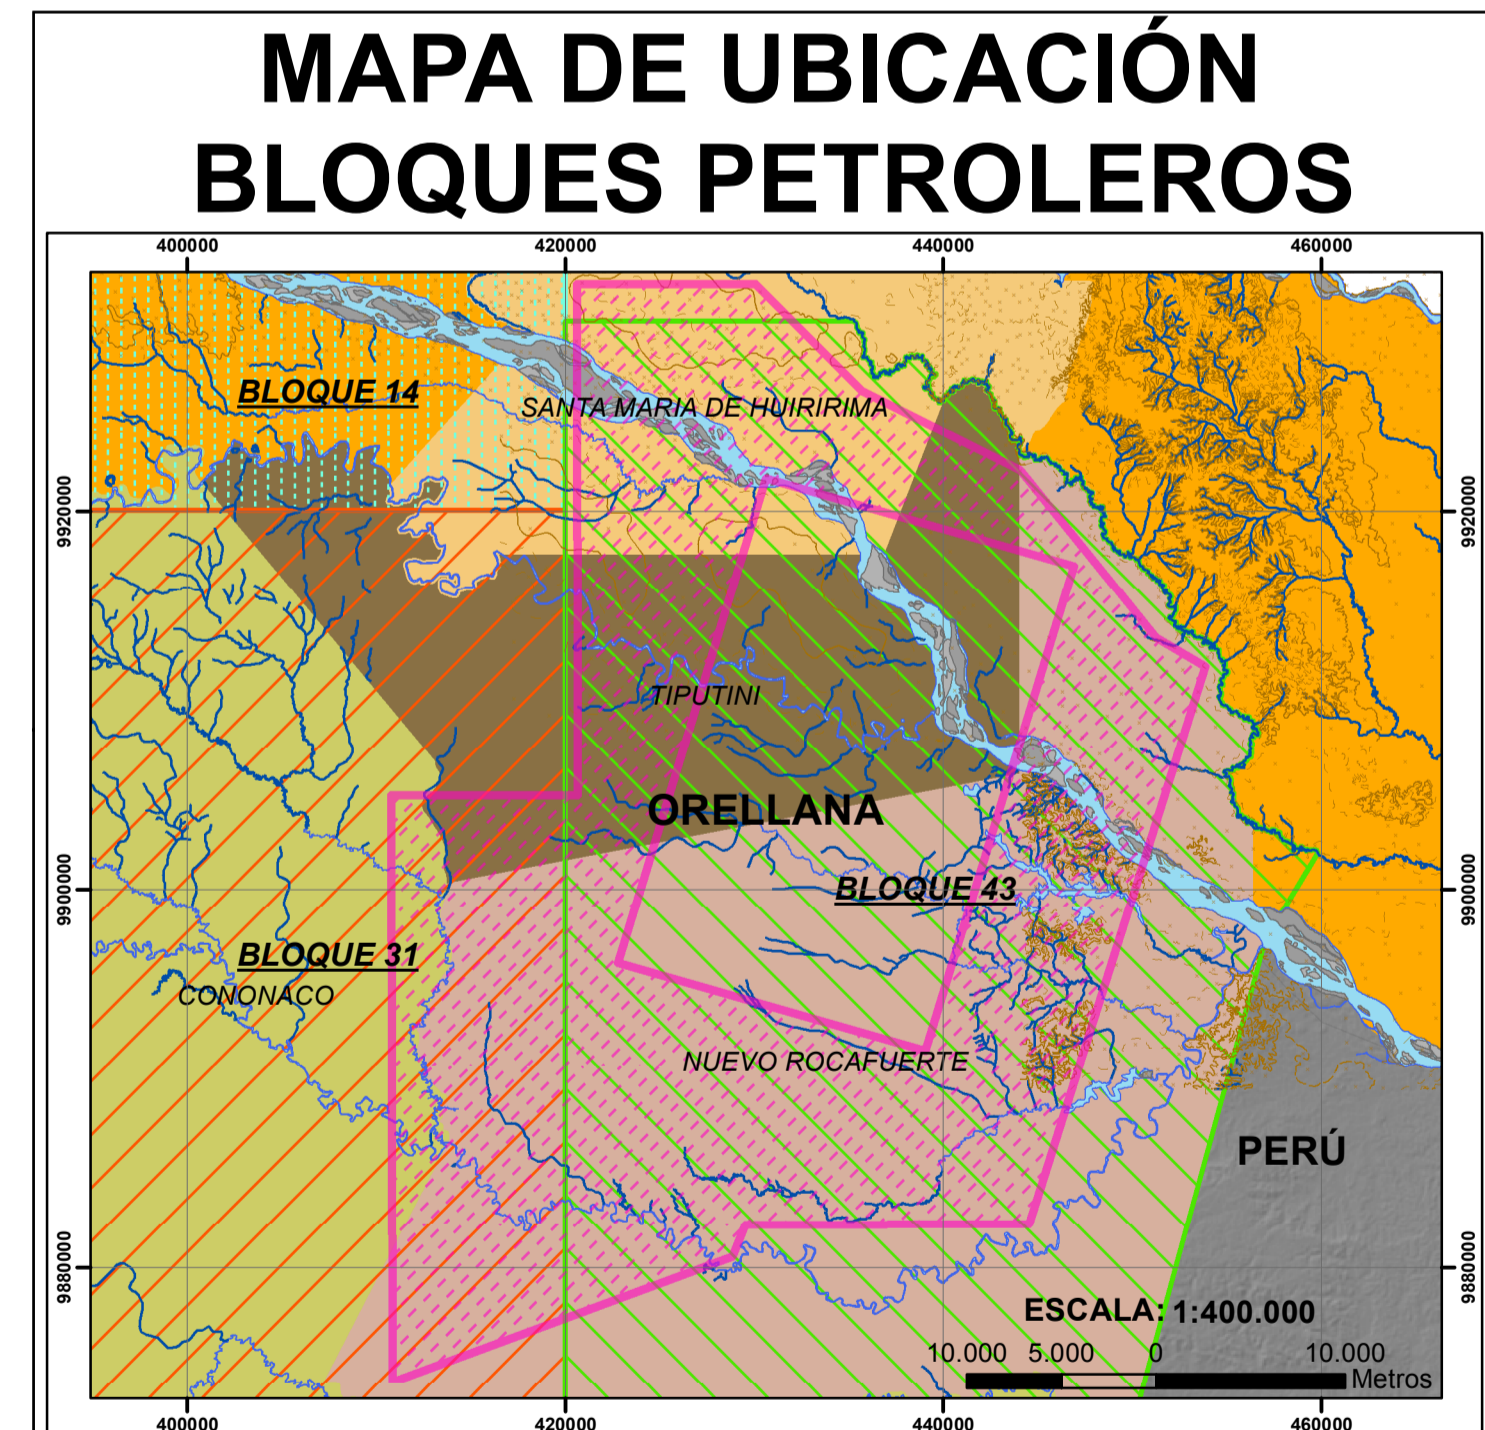 MAPA DE UBICACIÓN
BLOQUES PETROLEROS
400000 420000 440000 460000
BLOQUE 14
SANTA MARIA DE HUIRIRIMA
9920000 9920000
TIPUTINI
ORELLANA
BLOQUE 43
9900000 9900000
BLOQUE 31
CONONACO
NUEVO ROCAFUERTE
PERÚ
9880000 9880000
ESCALA: 1:400.000
10.000 5.000 0 10.000
Metros
400000 420000 440000 460000